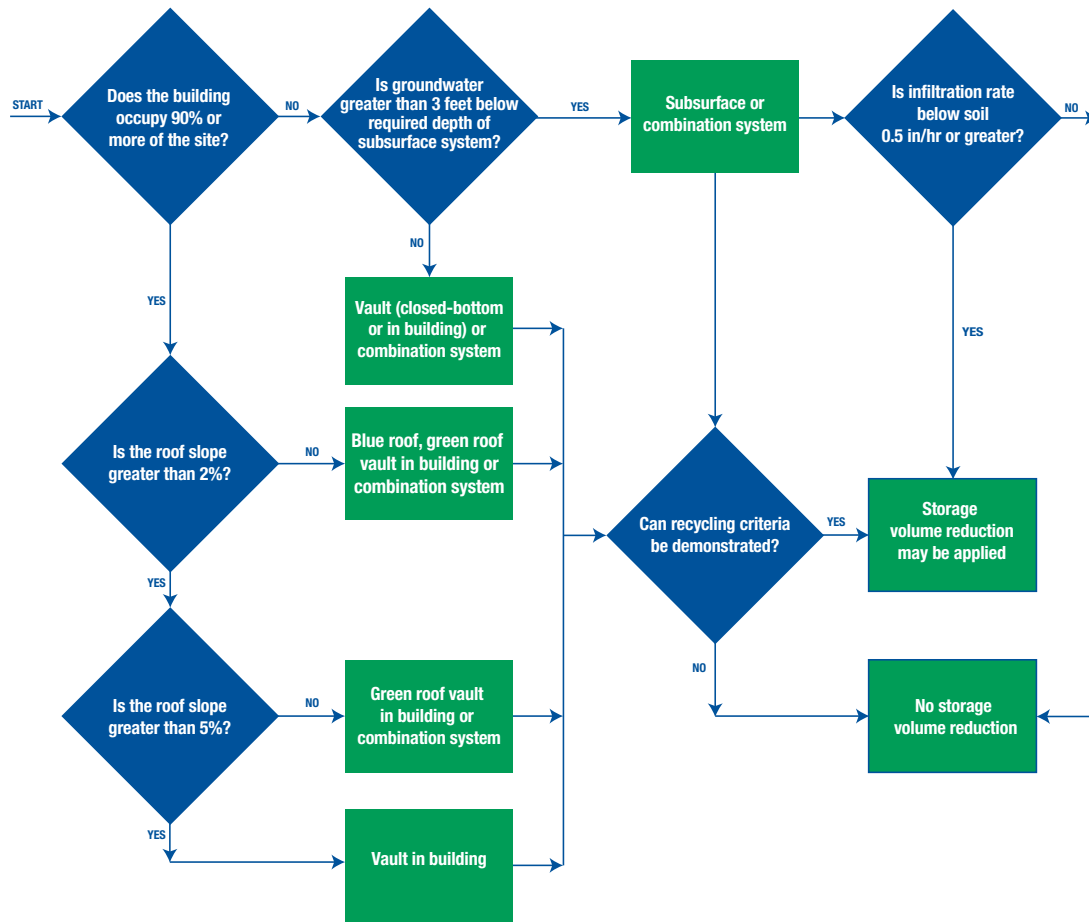 START
Does the building
occupy 90% or
more of the site?
NO
Is groundwater
greater than 3 feet below
required depth of
subsurface system?
YES
Subsurface or
combination system
Is infiltration rate
below soil
0.5 in/hr or greater?
NO
NO
YES
Vault (closed-bottom
or in building) or
combination system
YES
Is the roof slope
greater than 2%?
NO
Blue roof, green roof
vault in building or
combination system
Can recycling criteria
be demonstrated?
YES
Storage
volume reduction
may be applied
YES
NO
Is the roof slope
greater than 5%?
NO
Green roof vault
in building or
combination system
No storage
volume reduction
YES
Vault in building